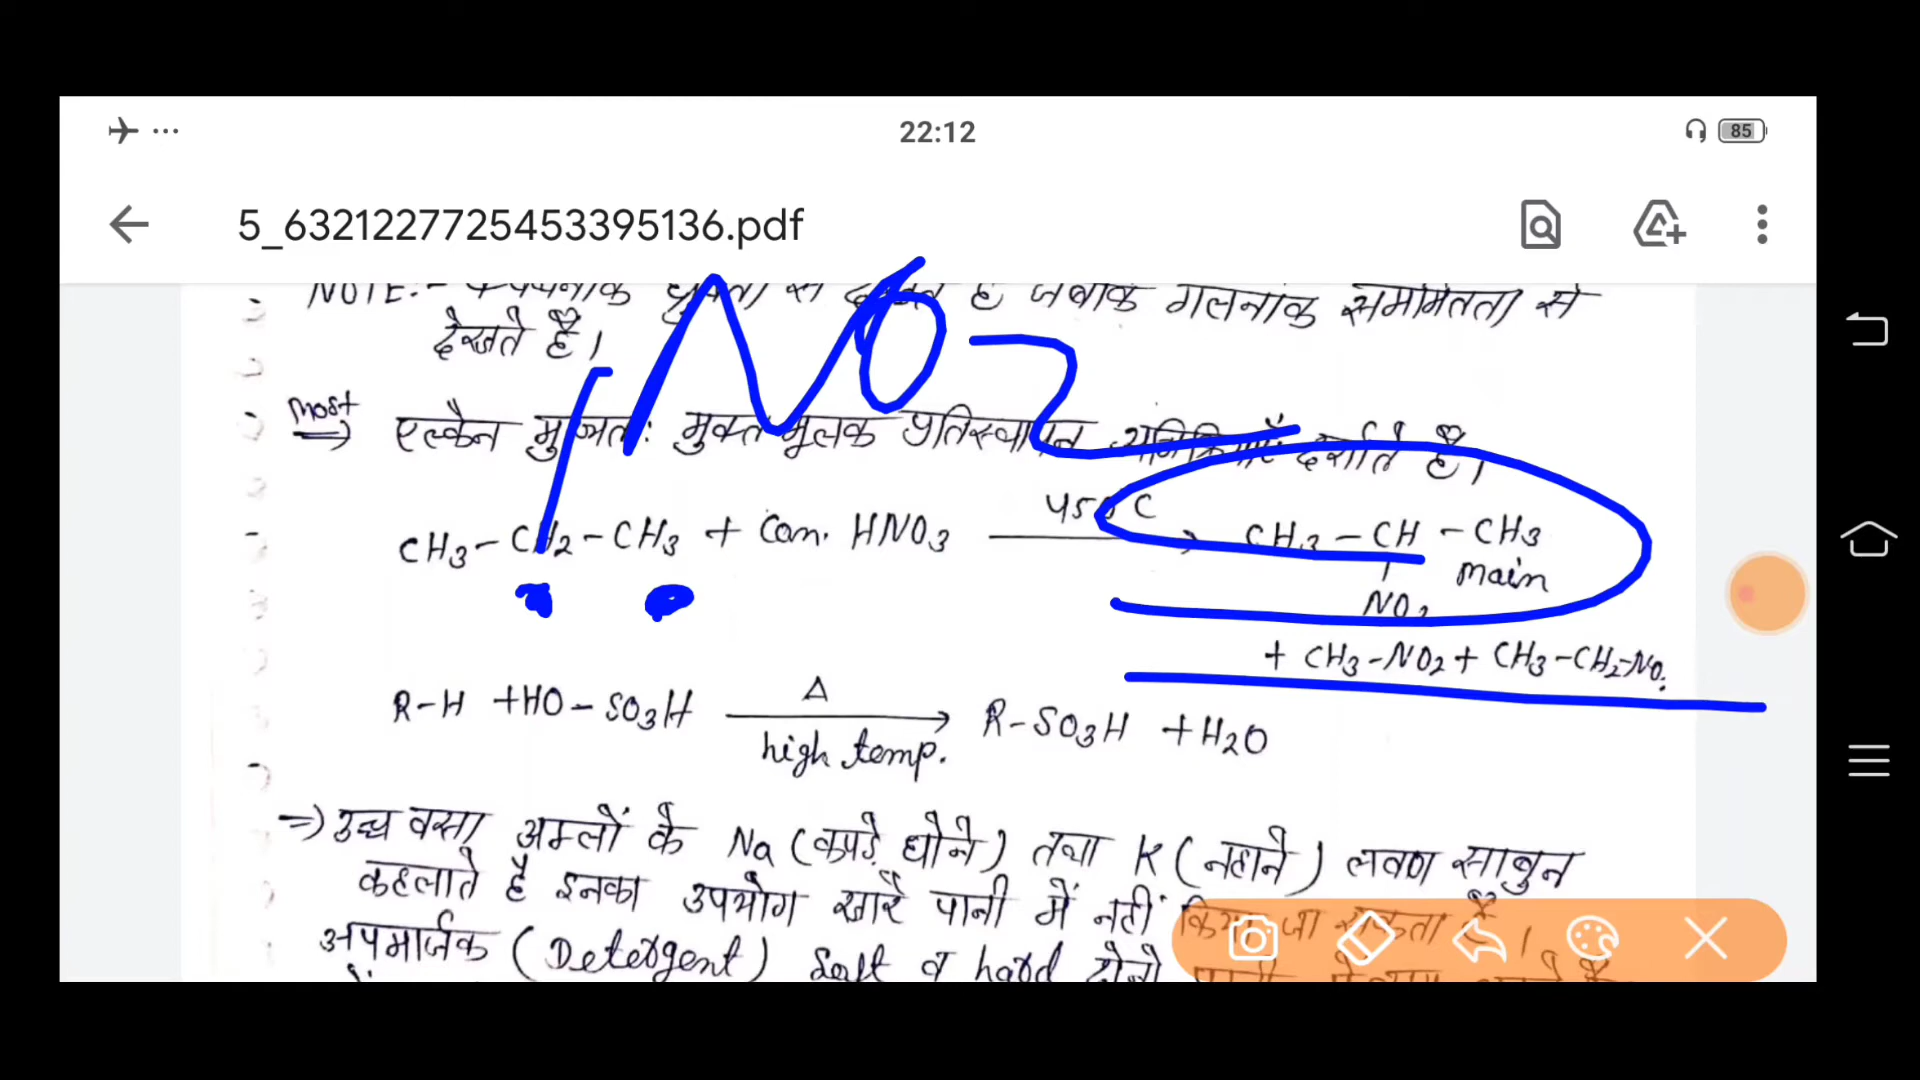 22:12
85
5_6321227725453395136.pdf
NOTE:- क्वथनांक से है जबकि गलनांक सममितता से
देखते है।
most
एल्केन मुख्यतः मुक्त मूलक प्रतिस्थापन अभिक्रियाएँ दर्शाते है।
NO2
CH3-CH2-CH3 + Con. HNO3 450°C CH3-CH-CH3
main
NO2
+ CH3-NO2 + CH3-CH2-NO2
R-H +HO-SO3H Δ R-SO3H +H2O
high temp.
=) उच्च वसा अम्लों के Na (कपड़े धोने) तथा K (नहाने) लवण साबुन
कहलाते है इनका उपयोग खारे पानी में नहीं किया जा सकता है।
अपमार्जक (Detergent) Soft व hard दोनों